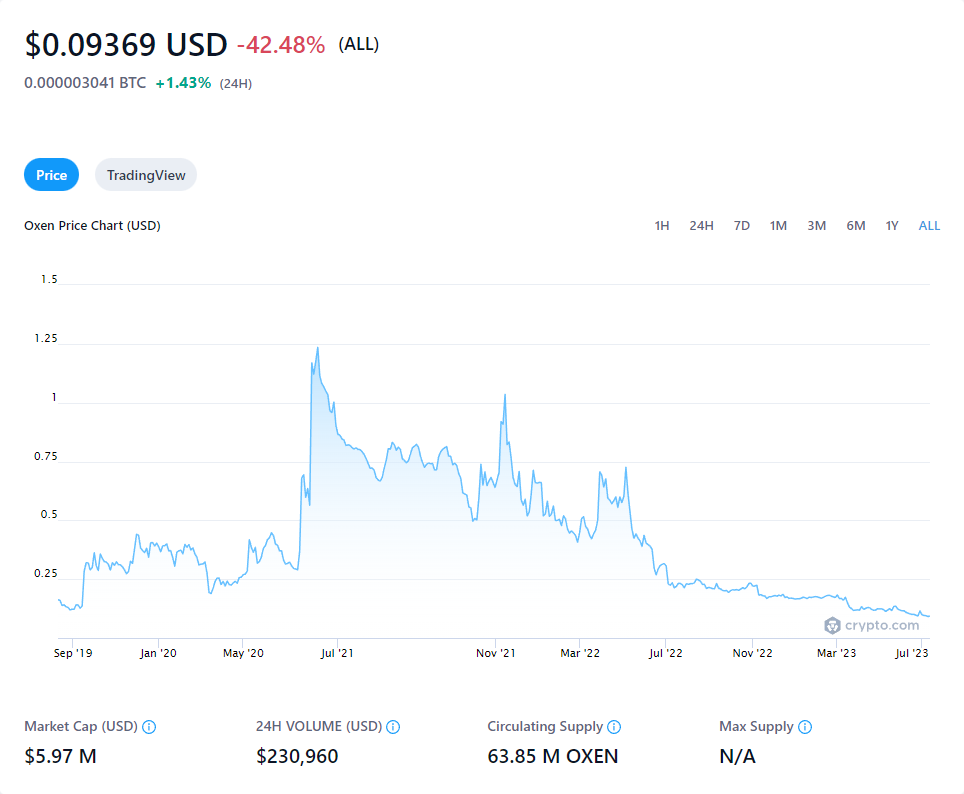 $0.09369 USD -42.48% (ALL)
0.000003041 BTC +1.43% (24H)
Price TradingView
Oxen Price Chart (USD) 1H 24H 7D 1M 3M 6M 1Y ALL
1.5
1.25
1
0.75
0.5
0.25
crypto.com
Sep '19 Jan '20 May '20 Jul '21 Nov '21 Mar '22 Jul '22 Nov '22 Mar '23 Jul '23
Market Cap (USD) 24H VOLUME (USD) Circulating Supply Max Supply
$5.97 M $230,960 63.85 M OXEN N/A